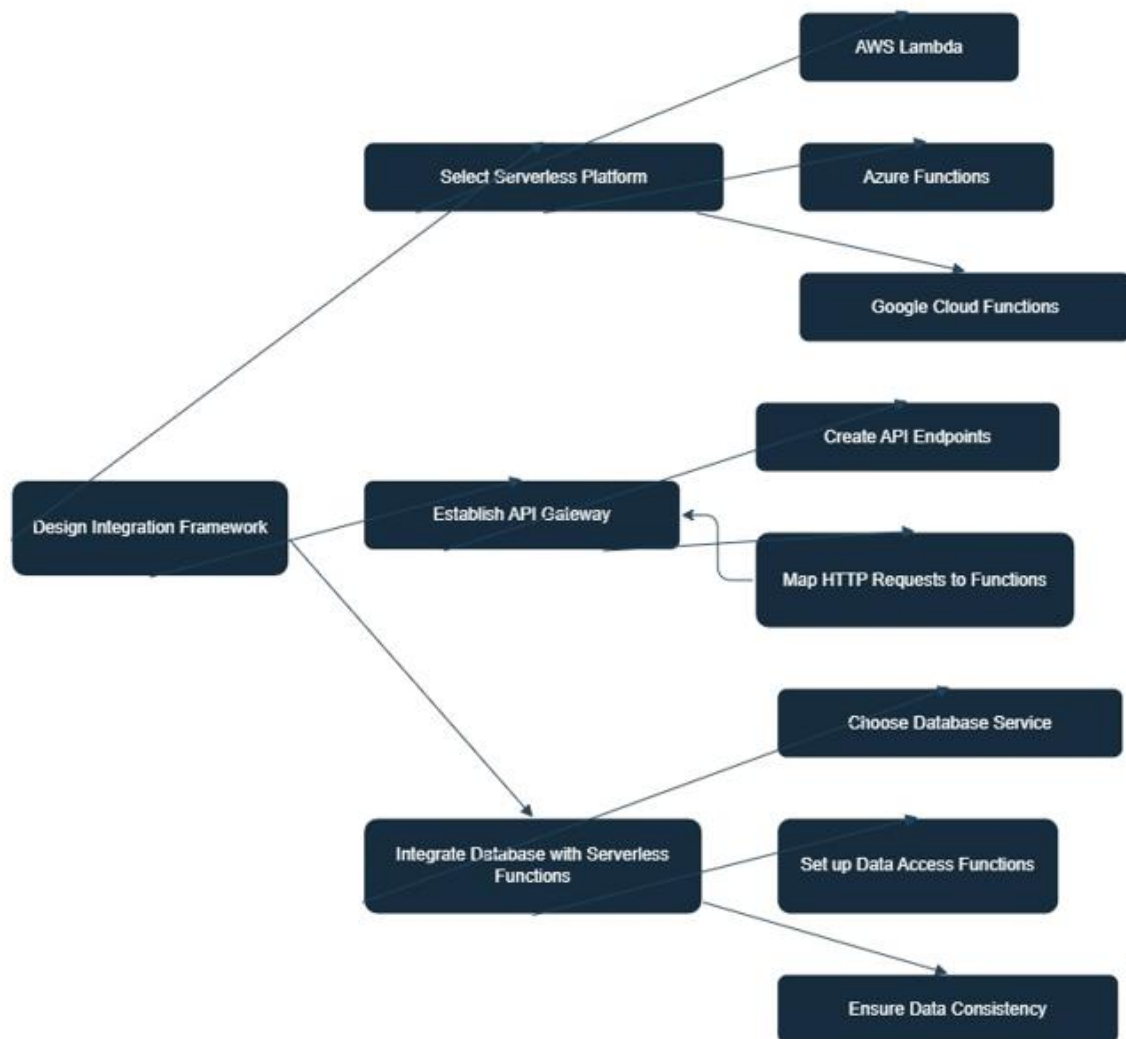 AWS Lambda
Select Serverless Platform
Azure Functions
Google Cloud Functions
Create API Endpoints
Design Integration Framework
Establish API Gateway
Map HTTP Requests to Functions
Choose Database Service
Integrate Database with Serverless
Functions
Set up Data Access Functions
Ensure Data Consistency